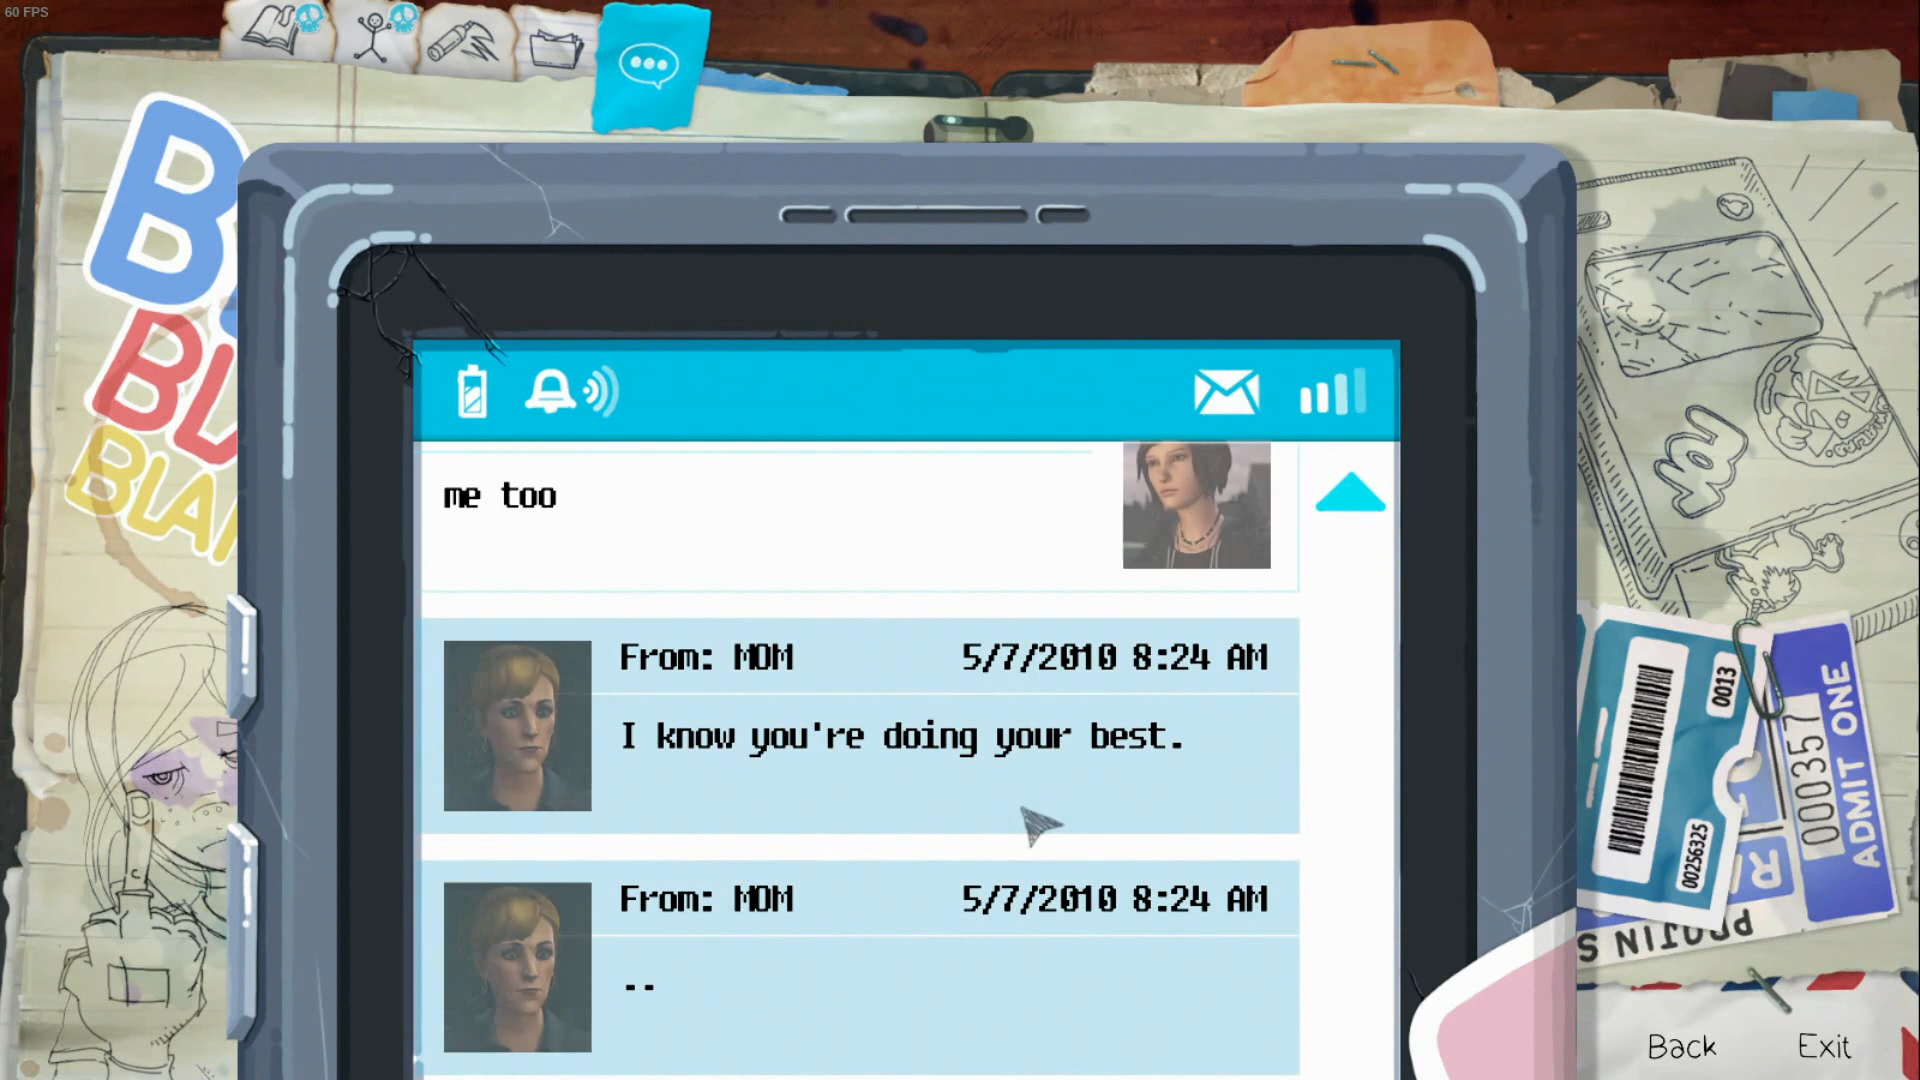 60 FPS
me too
From: MOM 5/7/2010 8:24 AM
I know you're doing your best.
From: MOM 5/7/2010 8:24 AM
--
0013
00256325
000357
ADMIT ONE
Back
Exit